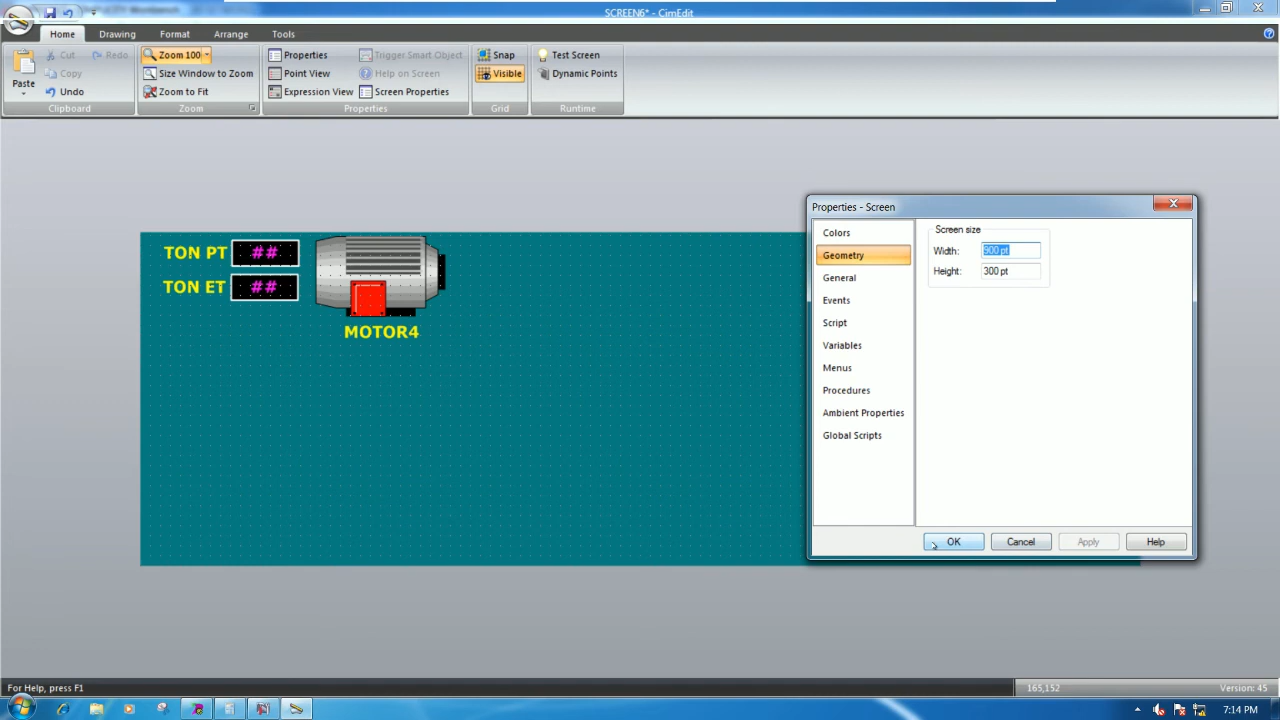 SCREEN6* - CimEdit
Home Drawing Format Arrange Tools
Paste
Cut
Copy
Undo
Redo
Clipboard
Zoom 100
Size Window to Zoom
Zoom to Fit
Zoom
Properties
Point View
Expression View
Trigger Smart Object
Help on Screen
Screen Properties
Properties
Snap
Visible
Grid
Test Screen
Dynamic Points
Runtime
TON PT ##
TON ET ##
MOTOR4
Properties - Screen
Colors
Geometry
General
Events
Script
Variables
Menus
Procedures
Ambient Properties
Global Scripts
Screen size
Width: 900 pt
Height: 300 pt
OK Cancel Apply Help
For Help, press F1
165,152
Version: 45
7:14 PM